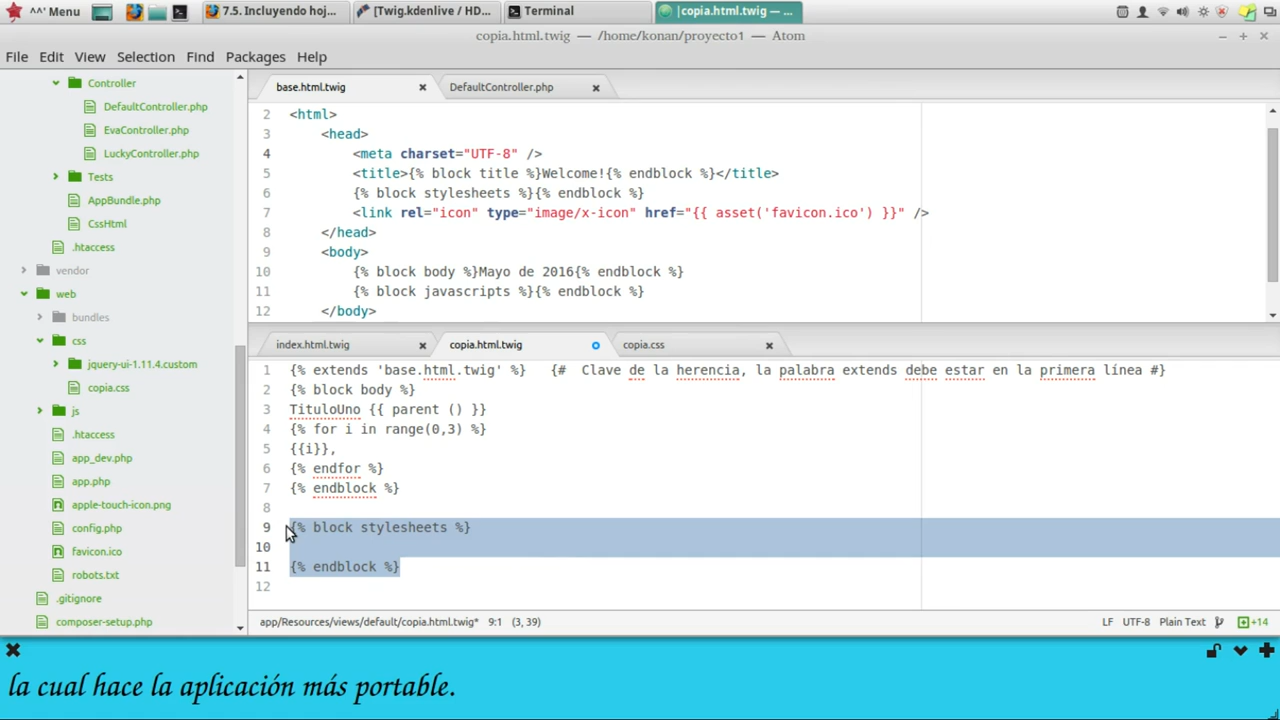 ^^' Menu
7.5. Incluyendo hoj...
[Twig.kdenlive / HD...
Terminal
|copia.html.twig — ...
copia.html.twig — /home/konan/proyecto1 — Atom
File Edit View Selection Find Packages Help
Controller
DefaultController.php
EvaController.php
LuckyController.php
Tests
AppBundle.php
CssHtml
.htaccess
vendor
web
bundles
css
jquery-ui-1.11.4.custom
copia.css
js
.htaccess
app_dev.php
app.php
apple-touch-icon.png
config.php
favicon.ico
robots.txt
.gitignore
composer-setup.php
base.html.twig
DefaultController.php
2 <html>
3 <head>
4 <meta charset="UTF-8" />
5 <title>{% block title %}Welcome!{% endblock %}</title>
6 {% block stylesheets %}{% endblock %}
7 <link rel="icon" type="image/x-icon" href="{{ asset('favicon.ico') }}" />
8 </head>
9 <body>
10 {% block body %}Mayo de 2016{% endblock %}
11 {% block javascripts %}{% endblock %}
12 </body>
index.html.twig
copia.html.twig
copia.css
1 {% extends 'base.html.twig' %} {# Clave de la herencia, la palabra extends debe estar en la primera línea #}
2 {% block body %}
3 TituloUno {{ parent () }}
4 {% for i in range(0,3) %}
5 {{i}},
6 {% endfor %}
7 {% endblock %}
8
9 {% block stylesheets %}
10
11 {% endblock %}
12
app/Resources/views/default/copia.html.twig* 9:1 (3, 39)
LF UTF-8 Plain Text +14
la cual hace la aplicación más portable.